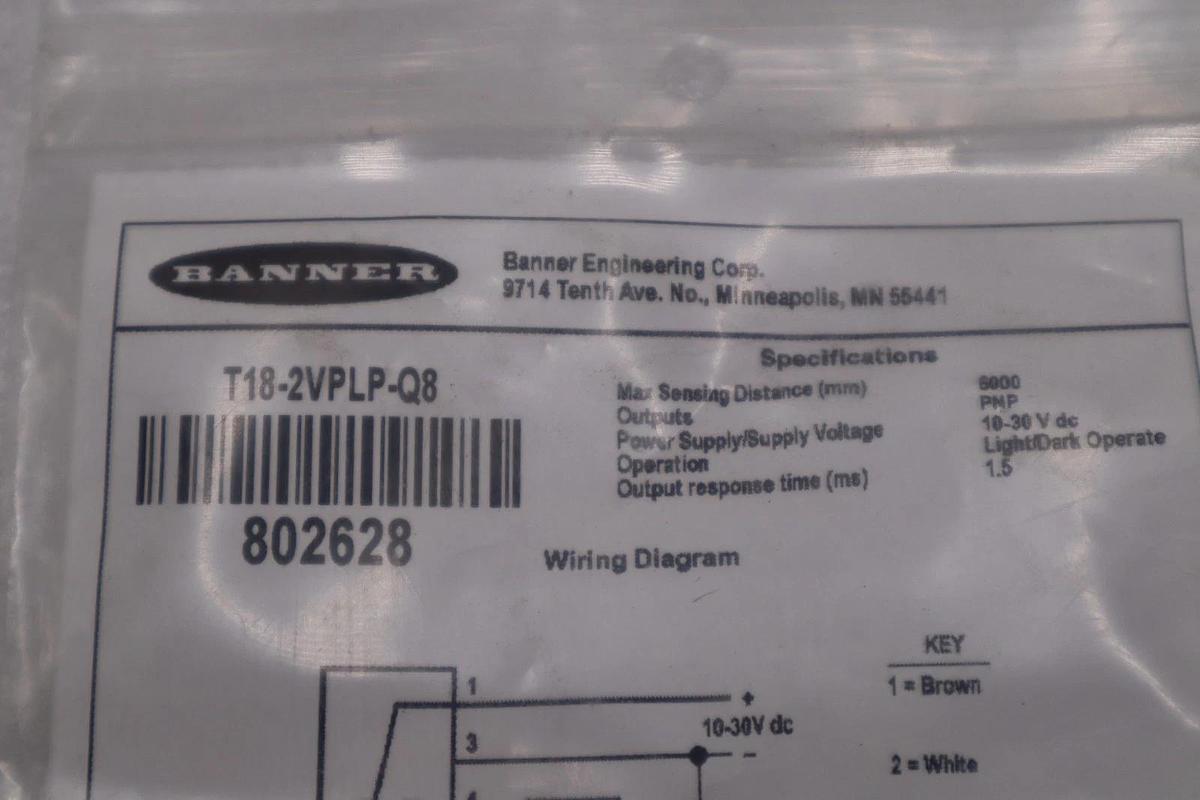 BANNER
Banner Engineering Corp.
9714 Tenth Ave. No., Minneapolis, MN 55441
T18-2VPLP-Q8
802628
Specifications
Max Sensing Distance (mm) 6000
Outputs PNP
Power Supply/Supply Voltage 10-30 V dc
Operation Light/Dark Operate
Output response time (ms) 1.5
Wiring Diagram
KEY
1 = Brown
2 = White
1 +
10-30V dc
3 -